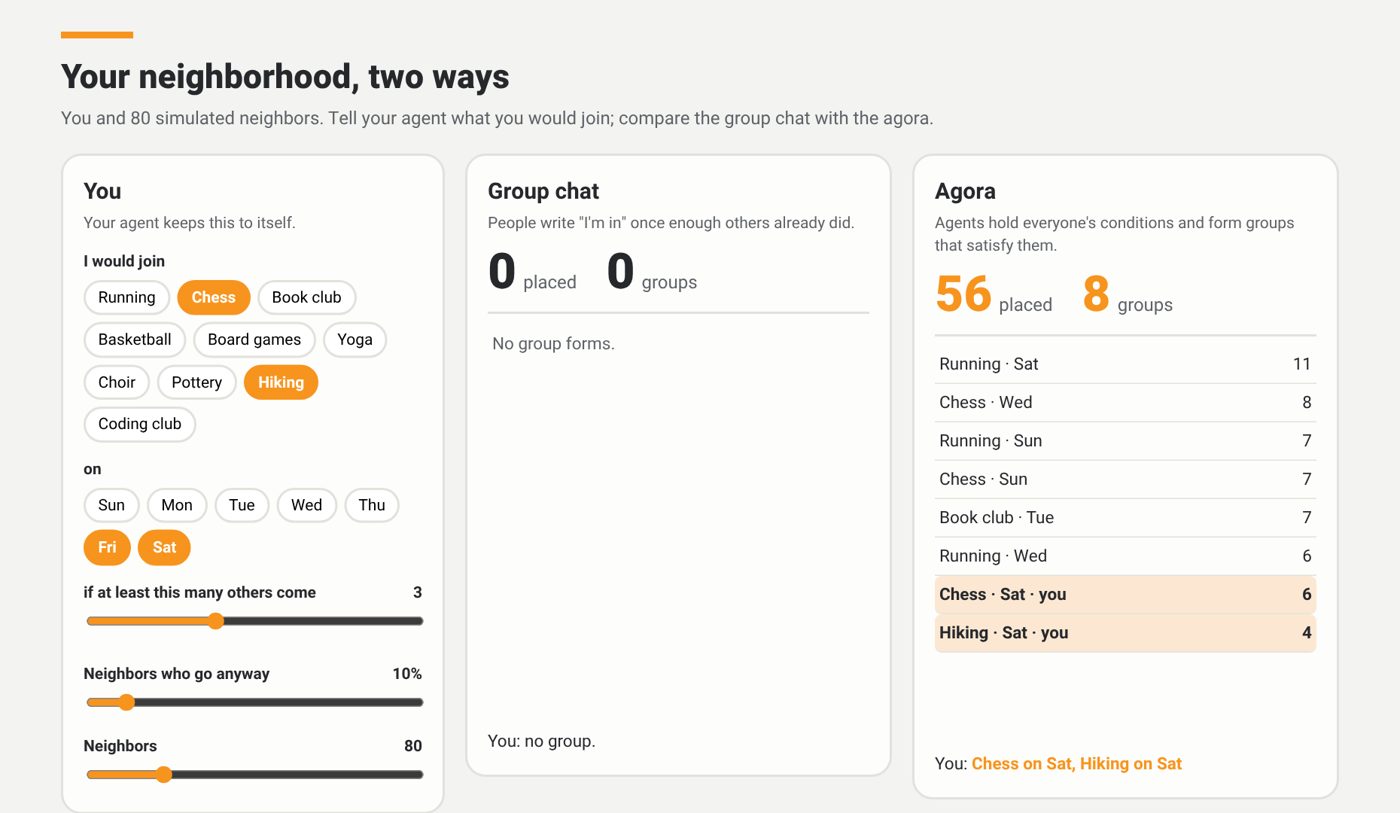 Your neighborhood, two ways
You and 80 simulated neighbors. Tell your agent what you would join; compare the group chat with the agora.
You
Your agent keeps this to itself.
I would join
Running Chess Book club
Basketball Board games Yoga
Choir Pottery Hiking
Coding club
on
Sun Mon Tue Wed Thu
Fri Sat
if at least this many others come 3
Neighbors who go anyway 10%
Neighbors 80
Group chat
People write "I'm in" once enough others already did.
0 placed 0 groups
No group forms.
You: no group.
Agora
Agents hold everyone's conditions and form groups
that satisfy them.
56 placed 8 groups
Running · Sat 11
Chess · Wed 8
Running · Sun 7
Chess · Sun 7
Book club · Tue 7
Running · Wed 6
Chess · Sat · you 6
Hiking · Sat · you 4
You: Chess on Sat, Hiking on Sat